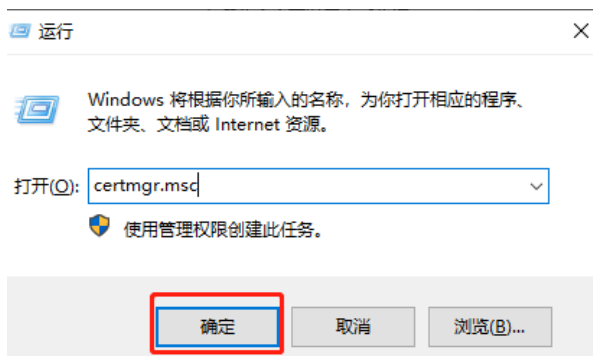 运行
Windows 将根据你所输入的名称，为你打开相应的程序、
文件夹、文档或 Internet 资源。
打开(O): certmgr.msc
使用管理权限创建此任务。
确定 取消 浏览(B)...